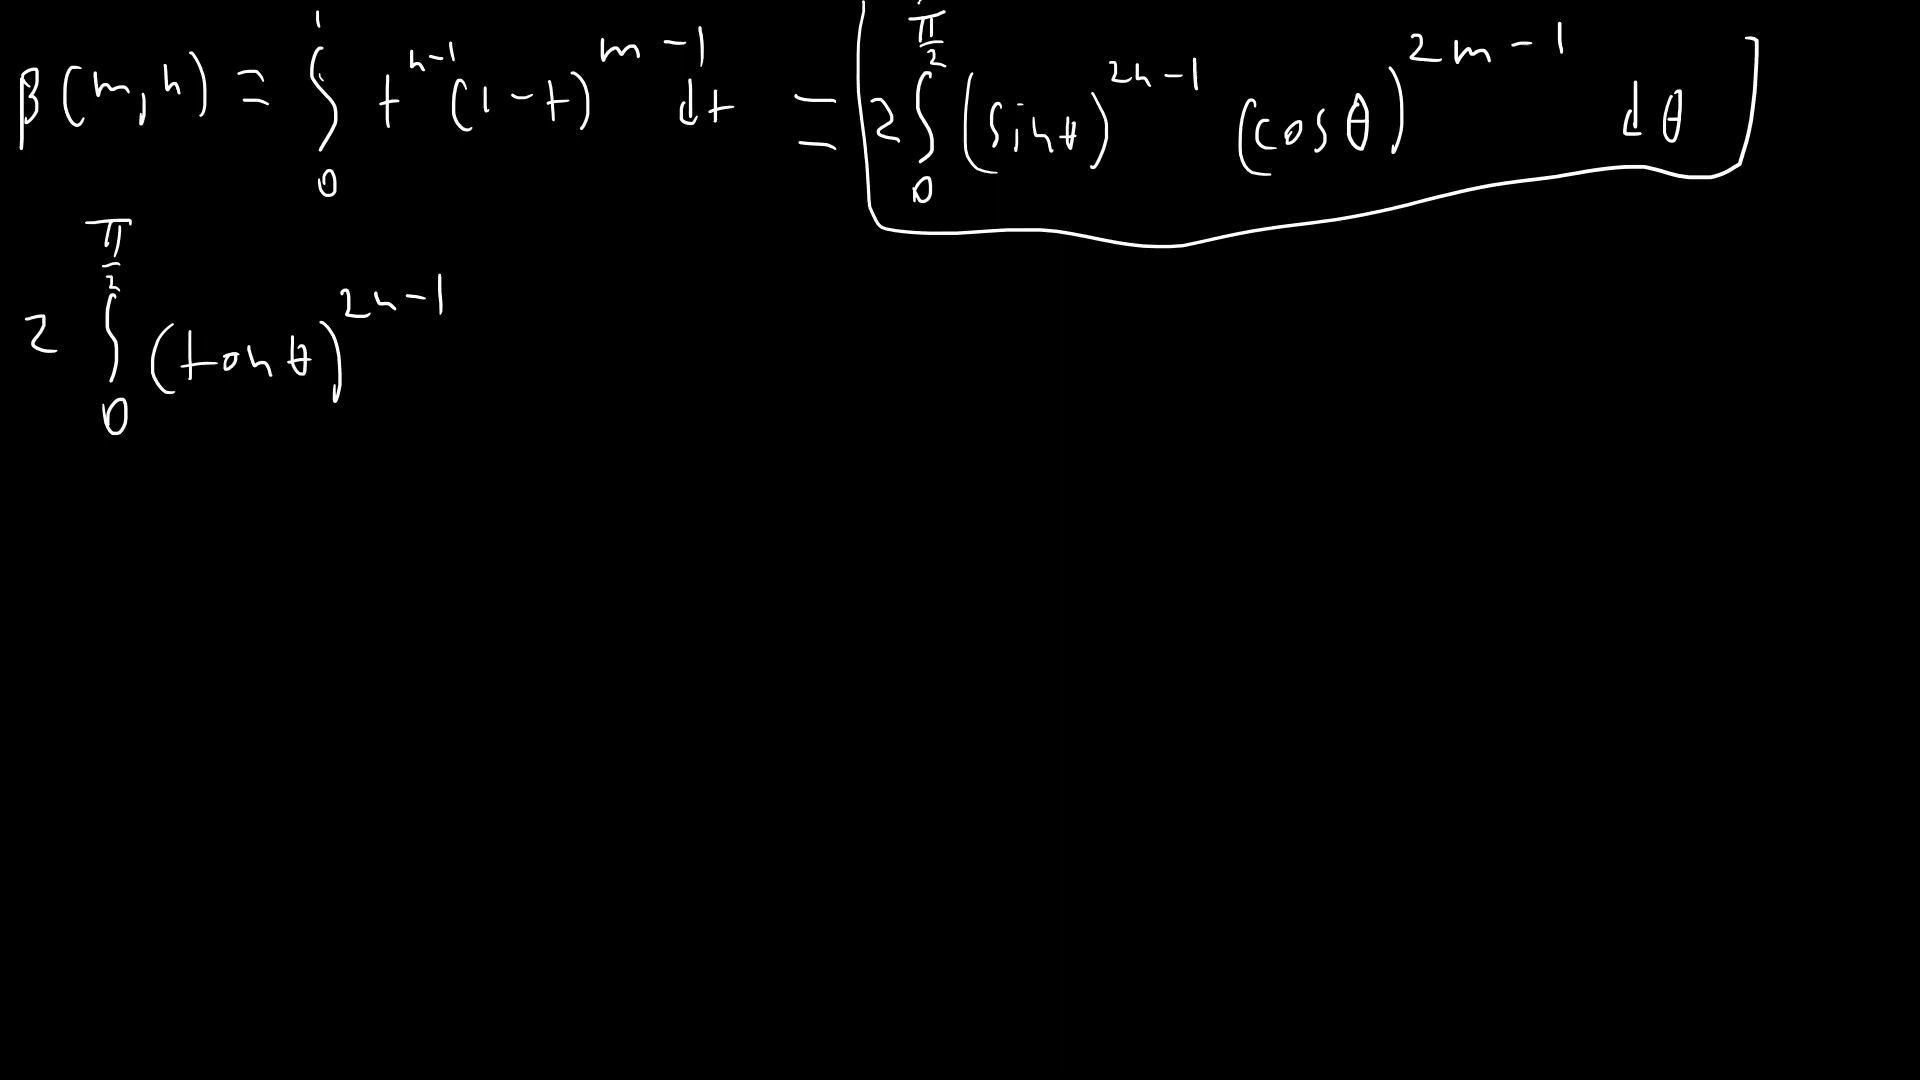 β(m,n) = ∫₀¹ t^{n-1} (1-t)^{m-1} dt = 2∫₀^{π/2} (sinθ)^{2n-1} (cosθ)^{2m-1} dθ
2∫₀^{π/2} (tanθ)^{2n-1}